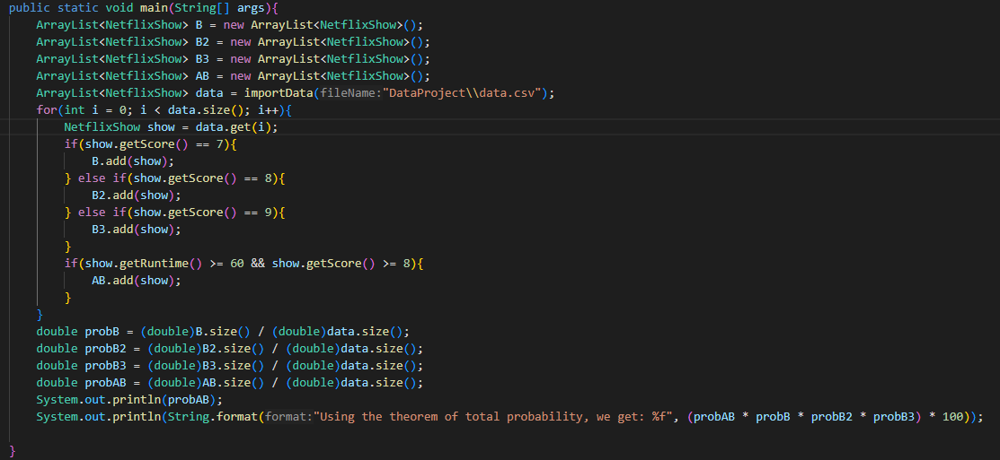 public static void main(String[] args){
ArrayList<NetflixShow> B = new ArrayList<NetflixShow>();
ArrayList<NetflixShow> B2 = new ArrayList<NetflixShow>();
ArrayList<NetflixShow> B3 = new ArrayList<NetflixShow>();
ArrayList<NetflixShow> AB = new ArrayList<NetflixShow>();
ArrayList<NetflixShow> data = importData(fileName:"DataProject\\data.csv");
for(int i = 0; i < data.size(); i++){
NetflixShow show = data.get(i);
if(show.getScore() == 7){
B.add(show);
} else if(show.getScore() == 8){
B2.add(show);
} else if(show.getScore() == 9){
B3.add(show);
}
if(show.getRuntime() >= 60 && show.getScore() >= 8){
AB.add(show);
}
}
double probB = (double)B.size() / (double)data.size();
double probB2 = (double)B2.size() / (double)data.size();
double probB3 = (double)B3.size() / (double)data.size();
double probAB = (double)AB.size() / (double)data.size();
System.out.println(probAB);
System.out.println(String.format(format:"Using the theorem of total probability, we get: %f", (probAB * probB * probB2 * probB3) * 100));
}